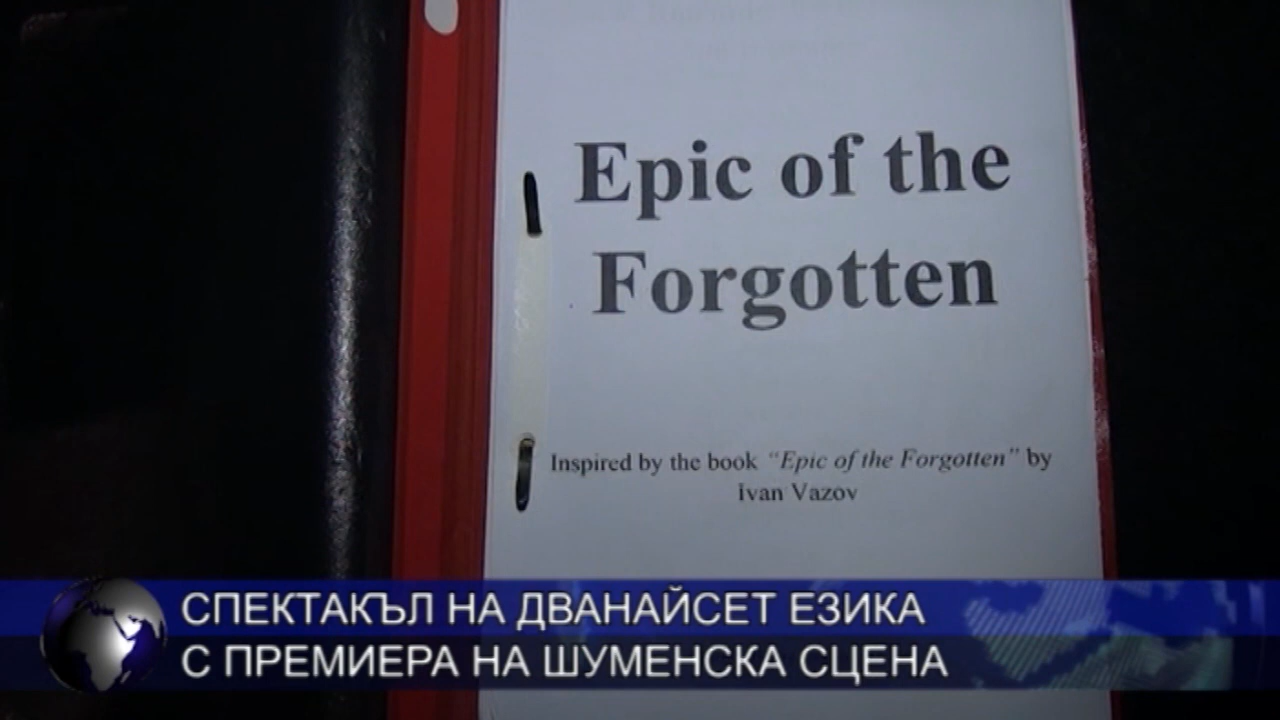 Epic of the
Forgotten
Inspired by the book “Epic of the Forgotten” by
Ivan Vazov
СПЕКТАКЪЛ НА ДВАНАЙСЕТ ЕЗИКА
С ПРЕМИЕРА НА ШУМЕНСКА СЦЕНА